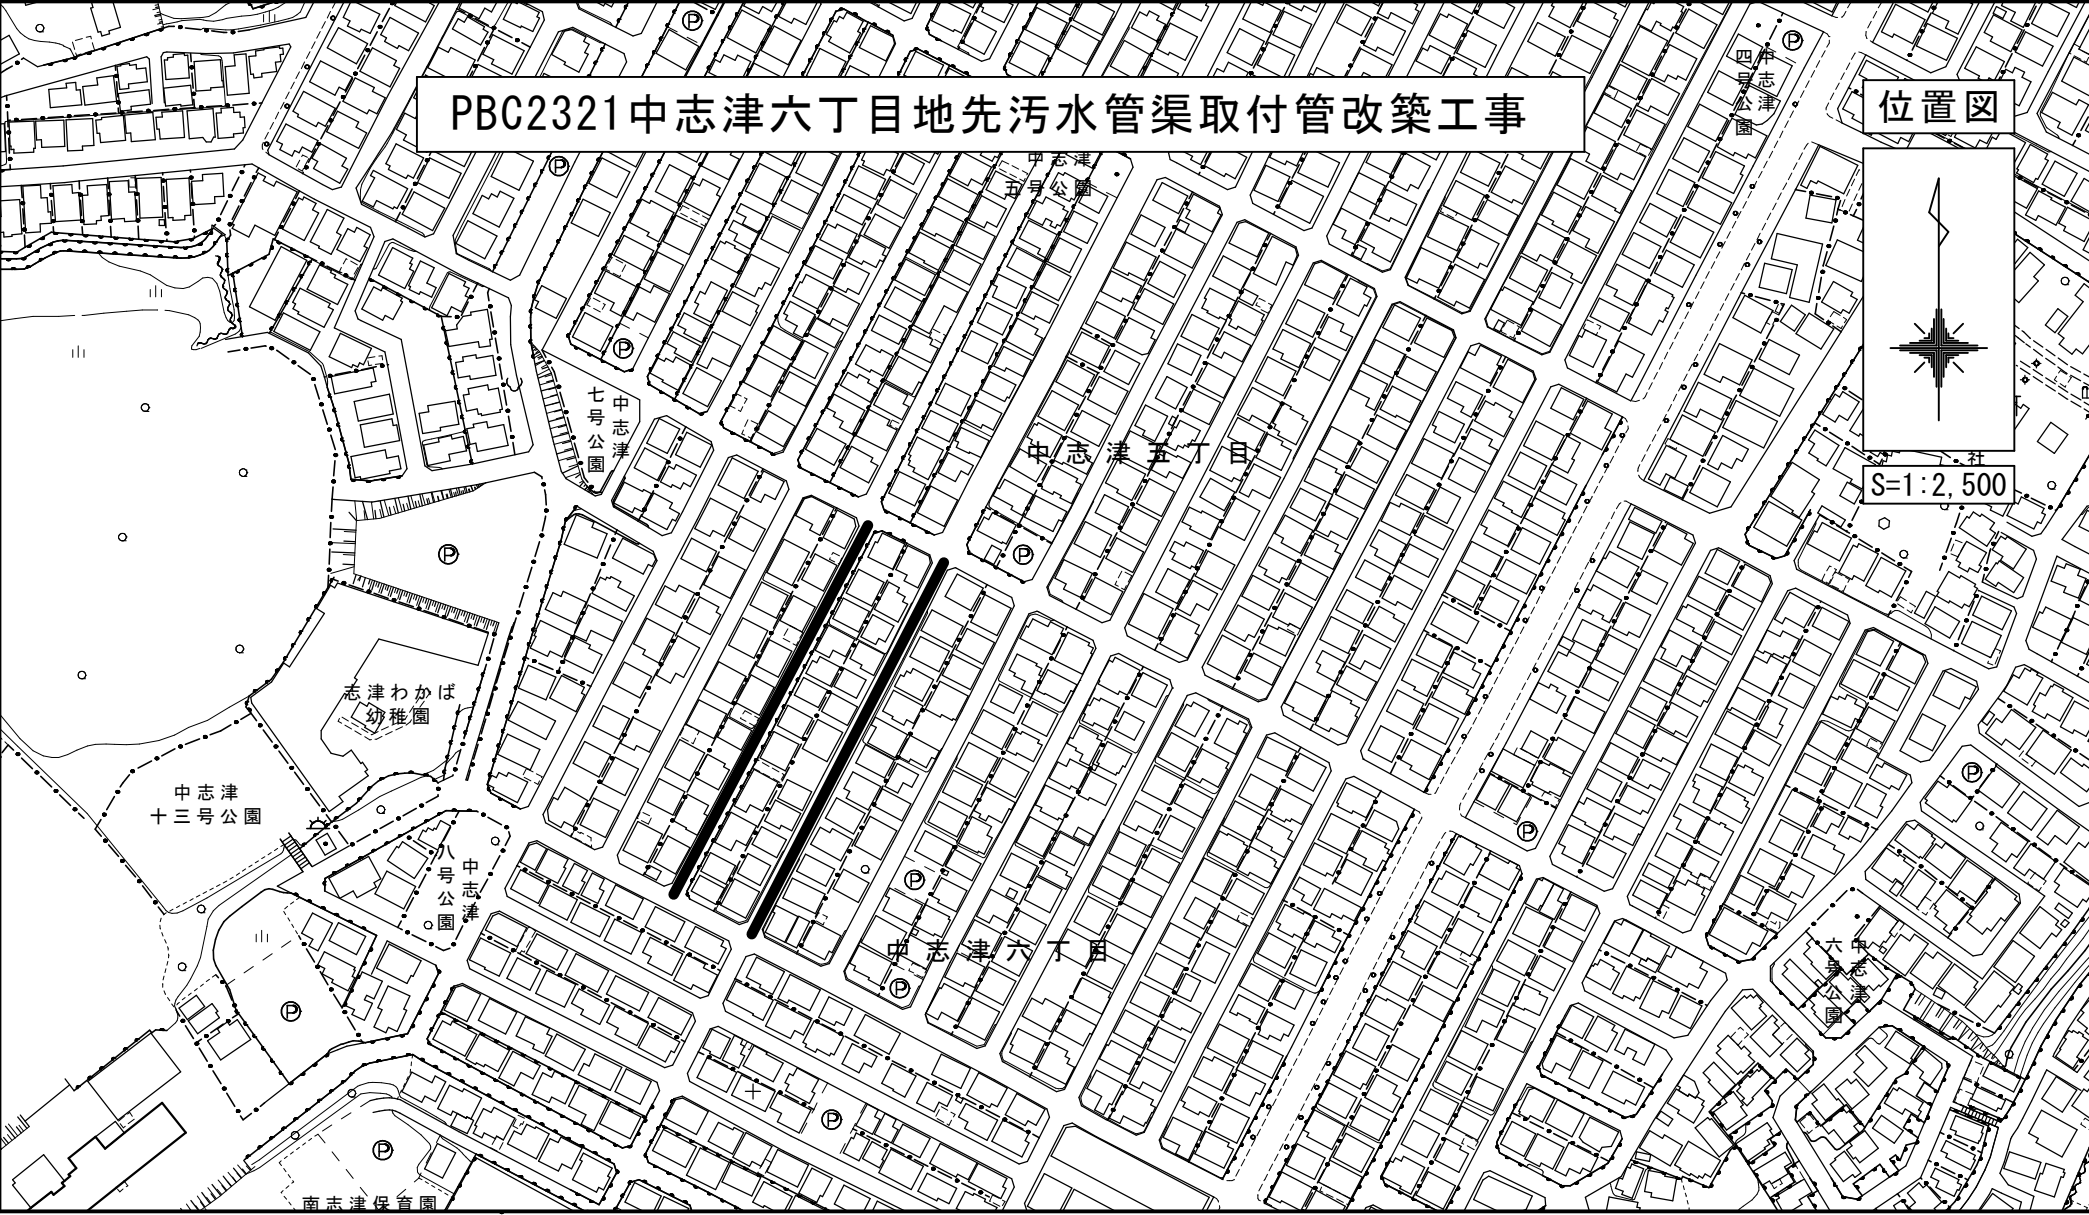 PBC2321中志津六丁目地先汚水管渠取付管改築工事
位置図
S=1:2,500
中志津
四号公園
中志津
五号公園
中志津
七号公園
中志津五丁目
社
志津わかば
幼稚園
中志津
十三号公園
中志津
八号公園
中志津六丁目
中志津
六号公園
南志津保育園
P
P
P
P
P
P
P
P
P
P
P
P
P
P